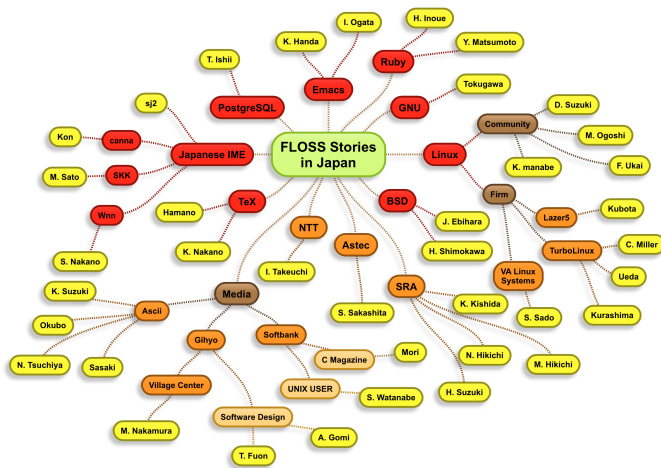 H. Inoue
I. Ogata
K. Handa
Y. Matsumoto
T. Ishii
Ruby
Emacs
Tokugawa
sj2
PostgreSQL
GNU
D. Suzuki
Community
Kon
canna
M. Ogoshi
FLOSS Stories
in Japan
Japanese IME
Linux
K. manabe
F. Ukai
M. Sato
SKK
Firm
TeX
BSD
Hamano
Wnn
Lazer5
Kubota
J. Ebihara
NTT
Astec
K. Nakano
H. Shimokawa
TurboLinux
C. Miller
S. Nakano
I. Takeuchi
VA Linux
Systems
Ueda
K. Suzuki
SRA
Media
K. Kishida
S. Sado
Kurashima
Ascii
S. Sakashita
Okubo
Softbank
Gihyo
Mori
C Magazine
N. Hikichi
N. Tsuchiya
Sasaki
M. Hikichi
Village Center
UNIX USER
S. Watanabe
H. Suzuki
Software Design
M. Nakamura
A. Gomi
T. Fuon